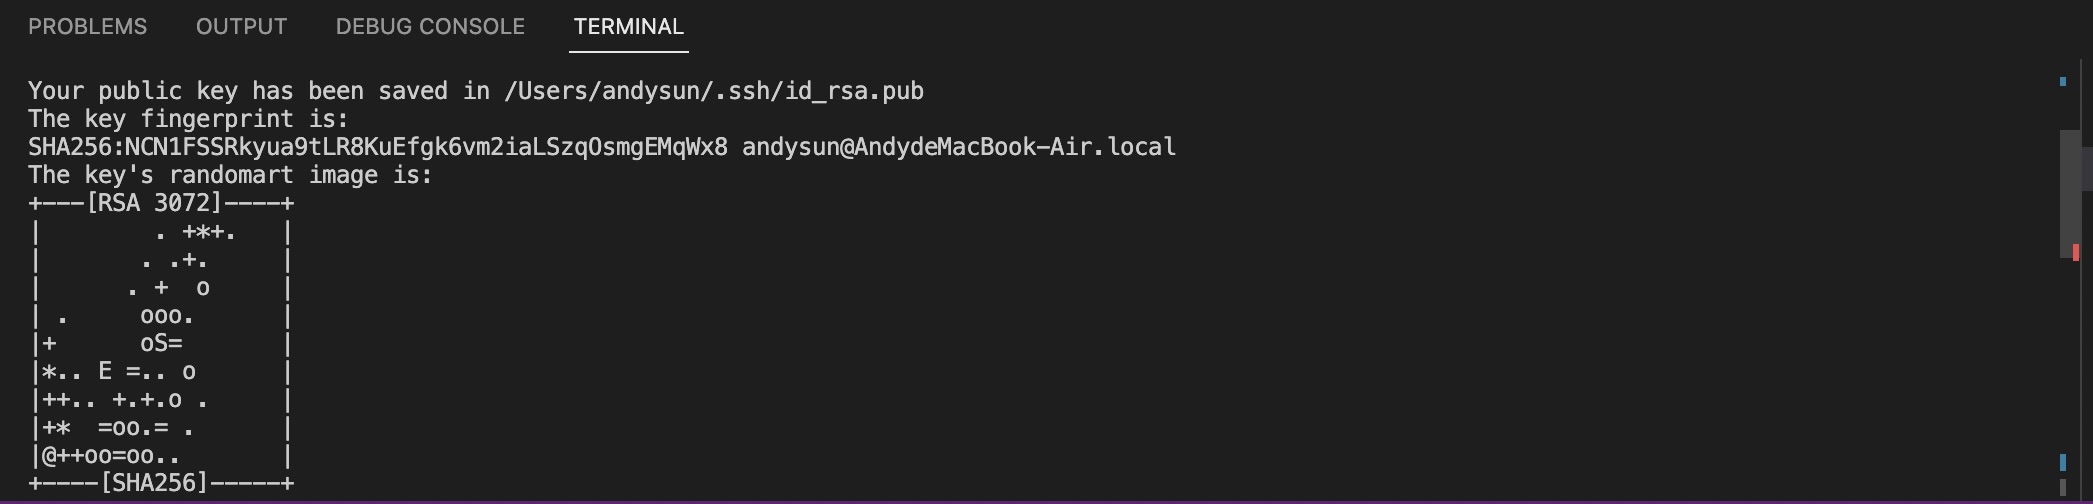 PROBLEMS OUTPUT DEBUG CONSOLE TERMINAL
Your public key has been saved in /Users/andysun/.ssh/id_rsa.pub
The key fingerprint is:
SHA256:NCN1FSSRkyua9tLR8KuEfgk6vm2iaLSzqOsmgEMqWx8 andysun@AndydeMacBook-Air.local
The key's randomart image is:
+---[RSA 3072]----+
|        . +*+.   |
|       . .+.     |
|      . +  o     |
| .     ooo.      |
|+      oS=       |
|*.. E =.. o      |
|++.. +.+.o .     |
|+*  =oo.= .      |
|@++oo=oo..       |
+----[SHA256]-----+